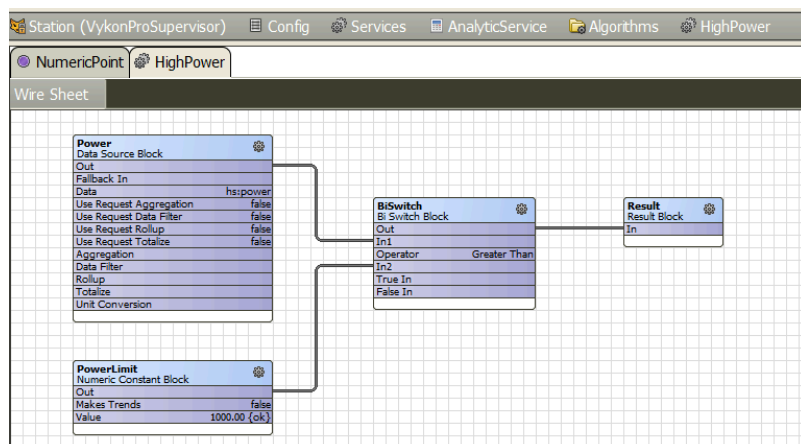 Station (VykonProSupervisor) Config Services AnalyticService Algorithms HighPower
NumericPoint HighPower
Wire Sheet
Power
Data Source Block
Out
Fallback In
Data hs:power
Use Request Aggregation false
Use Request Data Filter false
Use Request Rollup false
Use Request Totalize false
Aggregation
Data Filter
Rollup
Totalize
Unit Conversion
BiSwitch
Bi Switch Block
Out
In1
Operator Greater Than
In2
True In
False In
Result
Result Block
In
PowerLimit
Numeric Constant Block
Out
Makes Trends false
Value 1000.00 {ok}